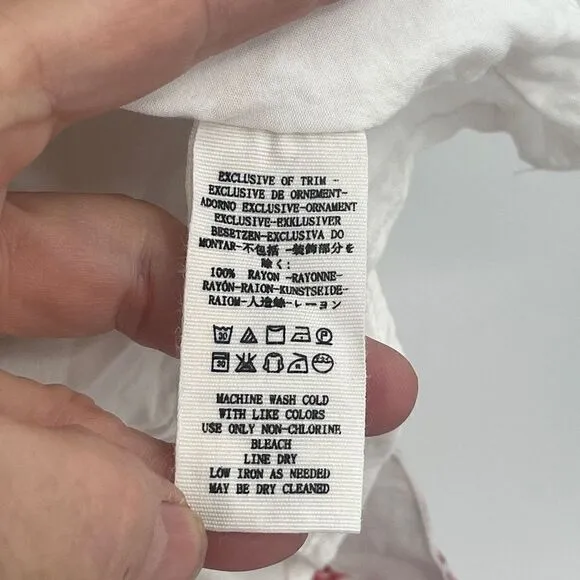 EXCLUSIVE OF TRIM -
EXCLUSIVE DE ORNEMENT-
ADORNO EXCLUSIVE-ORNAMENT
EXCLUSIVE-EXKLUSIVER
BESETZEN-EXCLUSIVA DO
MONTAR-不包括 -装飾部分を
除く:
100% RAYON -RAYONNE-
RAYÓN-RAION-KUNSTSEIDE-
RAIOM-人造絲-レーヨン
MACHINE WASH COLD
WITH LIKE COLORS
USE ONLY NON-CHLORINE
BLEACH
LINE DRY
LOW IRON AS NEEDED
MAY BE DRY CLEANED